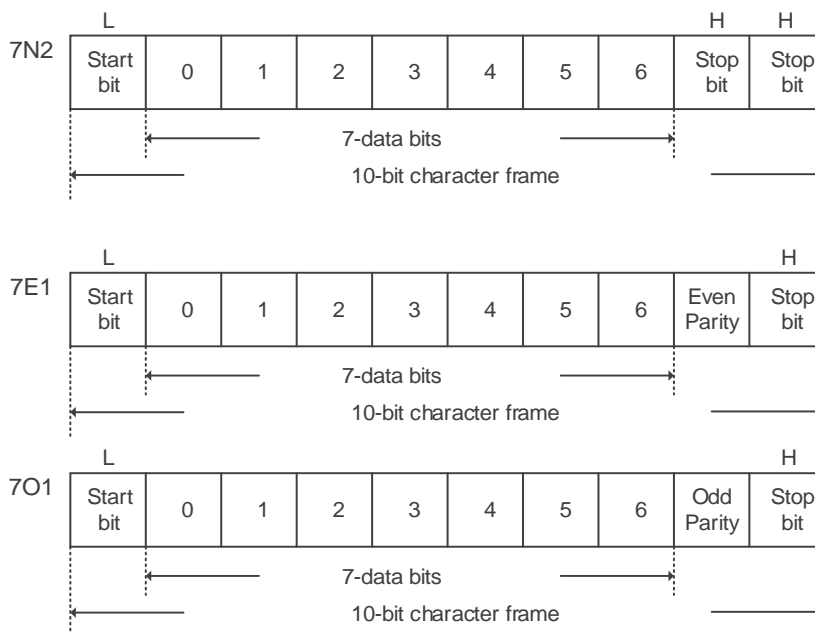 L H H
7N2 Start bit 0 1 2 3 4 5 6 Stop bit Stop bit
7-data bits
10-bit character frame
L H
7E1 Start bit 0 1 2 3 4 5 6 Even Parity Stop bit
7-data bits
10-bit character frame
L H
7O1 Start bit 0 1 2 3 4 5 6 Odd Parity Stop bit
7-data bits
10-bit character frame